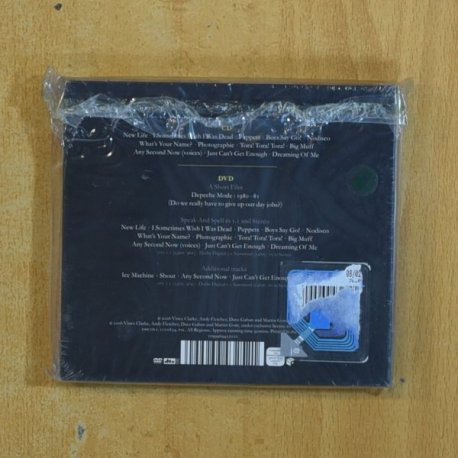 CD
New Life · I Sometimes Wish I Was Dead · Puppets · Boys Say Go! · Nodisco
What's Your Name? · Photographic · Tora! Tora! Tora! · Big Muff
Any Second Now (voices) · Just Can't Get Enough · Dreaming Of Me
DVD
A Short Film
Depeche Mode: 1980 - 81
(Do we really have to give up our day jobs?)
Speak And Spell in 5.1 and Stereo
New Life · I Sometimes Wish I Was Dead · Puppets · Boys Say Go! · Nodisco
What's Your Name? · Photographic · Tora! Tora! Tora! · Big Muff
Any Second Now (voices) · Just Can't Get Enough · Dreaming Of Me
Additional tracks
Ice Machine · Shout · Any Second Now · Just Can't Get Enough
08/02
dts